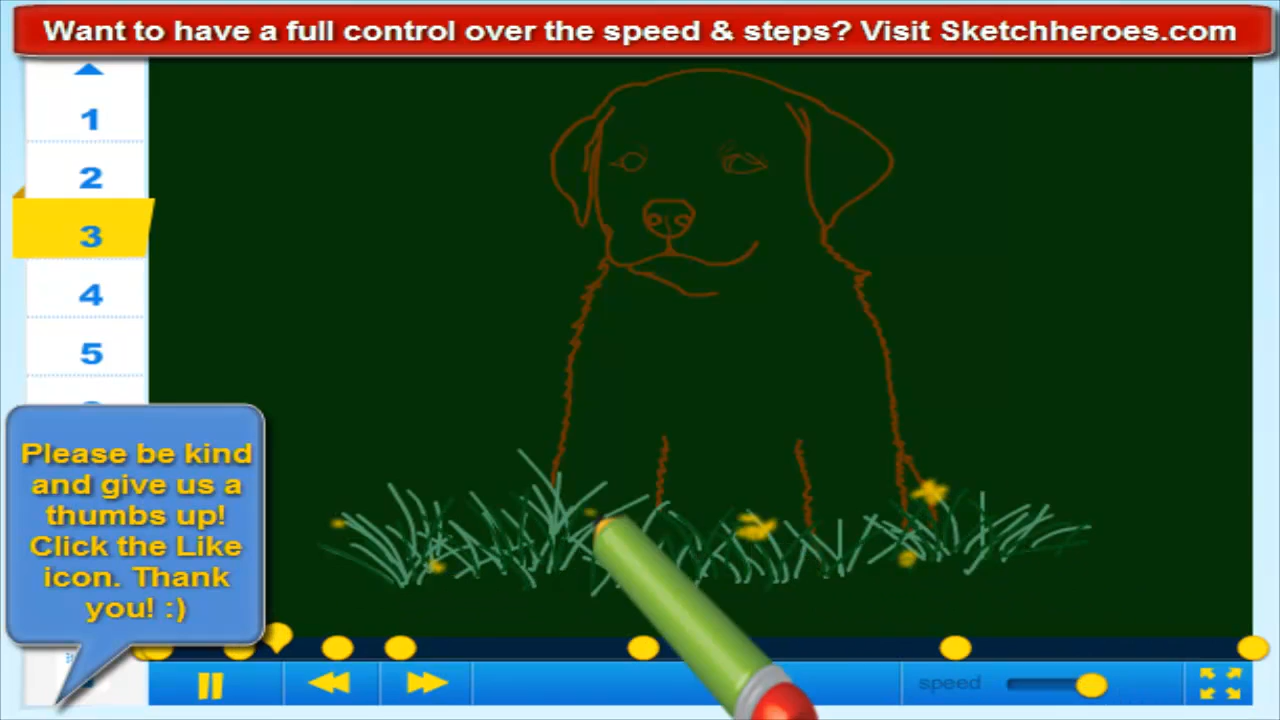 Want to have a full control over the speed & steps? Visit Sketchheroes.com
1
2
3
4
5
Please be kind
and give us a
thumbs up!
Click the Like
icon. Thank
you! :)
speed